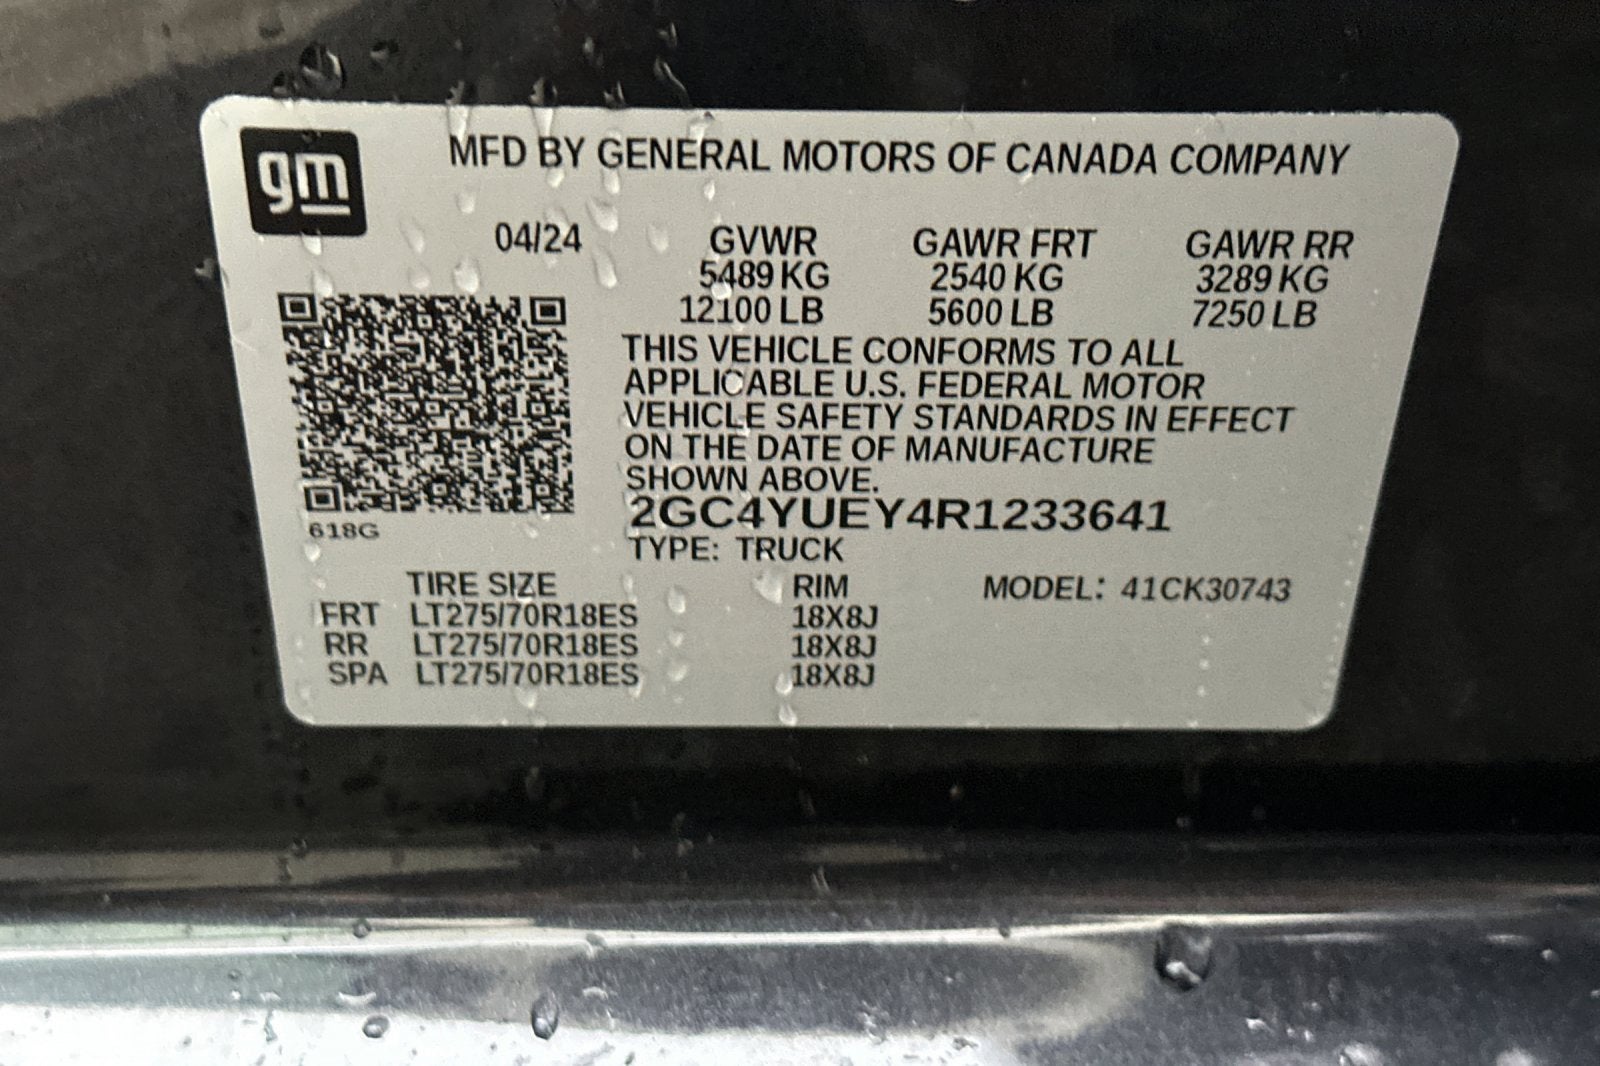 gm
MFD BY GENERAL MOTORS OF CANADA COMPANY
04/24 GVWR GAWR FRT GAWR RR
5489 KG 2540 KG 3289 KG
12100 LB 5600 LB 7250 LB
THIS VEHICLE CONFORMS TO ALL
APPLICABLE U.S. FEDERAL MOTOR
VEHICLE SAFETY STANDARDS IN EFFECT
ON THE DATE OF MANUFACTURE
SHOWN ABOVE.
618G
2GC4YUEY4R1233641
TYPE: TRUCK
TIRE SIZE RIM MODEL: 41CK30743
FRT LT275/70R18ES 18X8J
RR LT275/70R18ES 18X8J
SPA LT275/70R18ES 18X8J